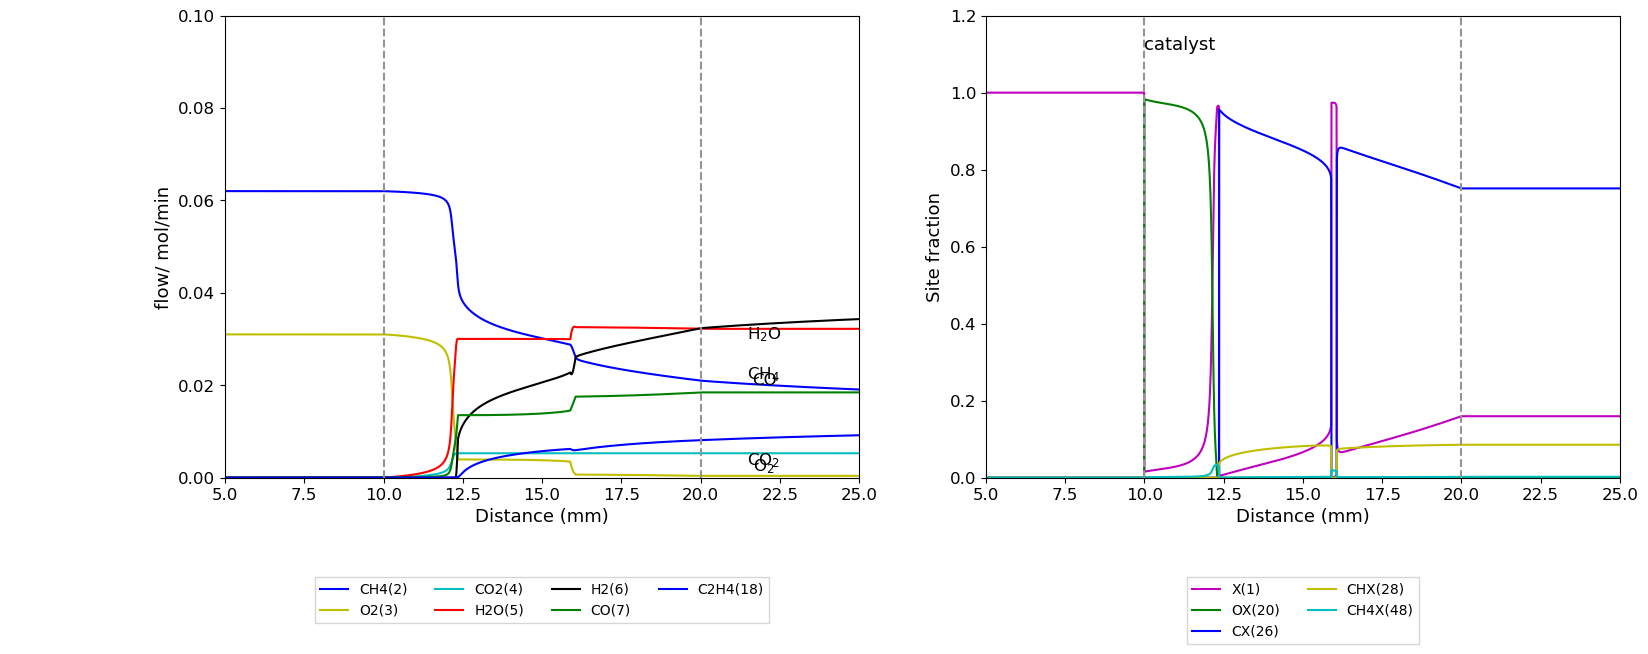 0.10
0.08
0.06
0.04
0.02
0.00
flow/ mol/min
5.0 7.5 10.0 12.5 15.0 17.5 20.0 22.5 25.0
Distance (mm)
H₂O
CH₄
CO
CO₂
O₂
CH4(2) CO2(4) H2(6) C2H4(18)
O2(3) H2O(5) CO(7)
1.2
1.0
0.8
0.6
0.4
0.2
0.0
Site fraction
catalyst
5.0 7.5 10.0 12.5 15.0 17.5 20.0 22.5 25.0
Distance (mm)
X(1) CHX(28)
OX(20) CH4X(48)
CX(26)